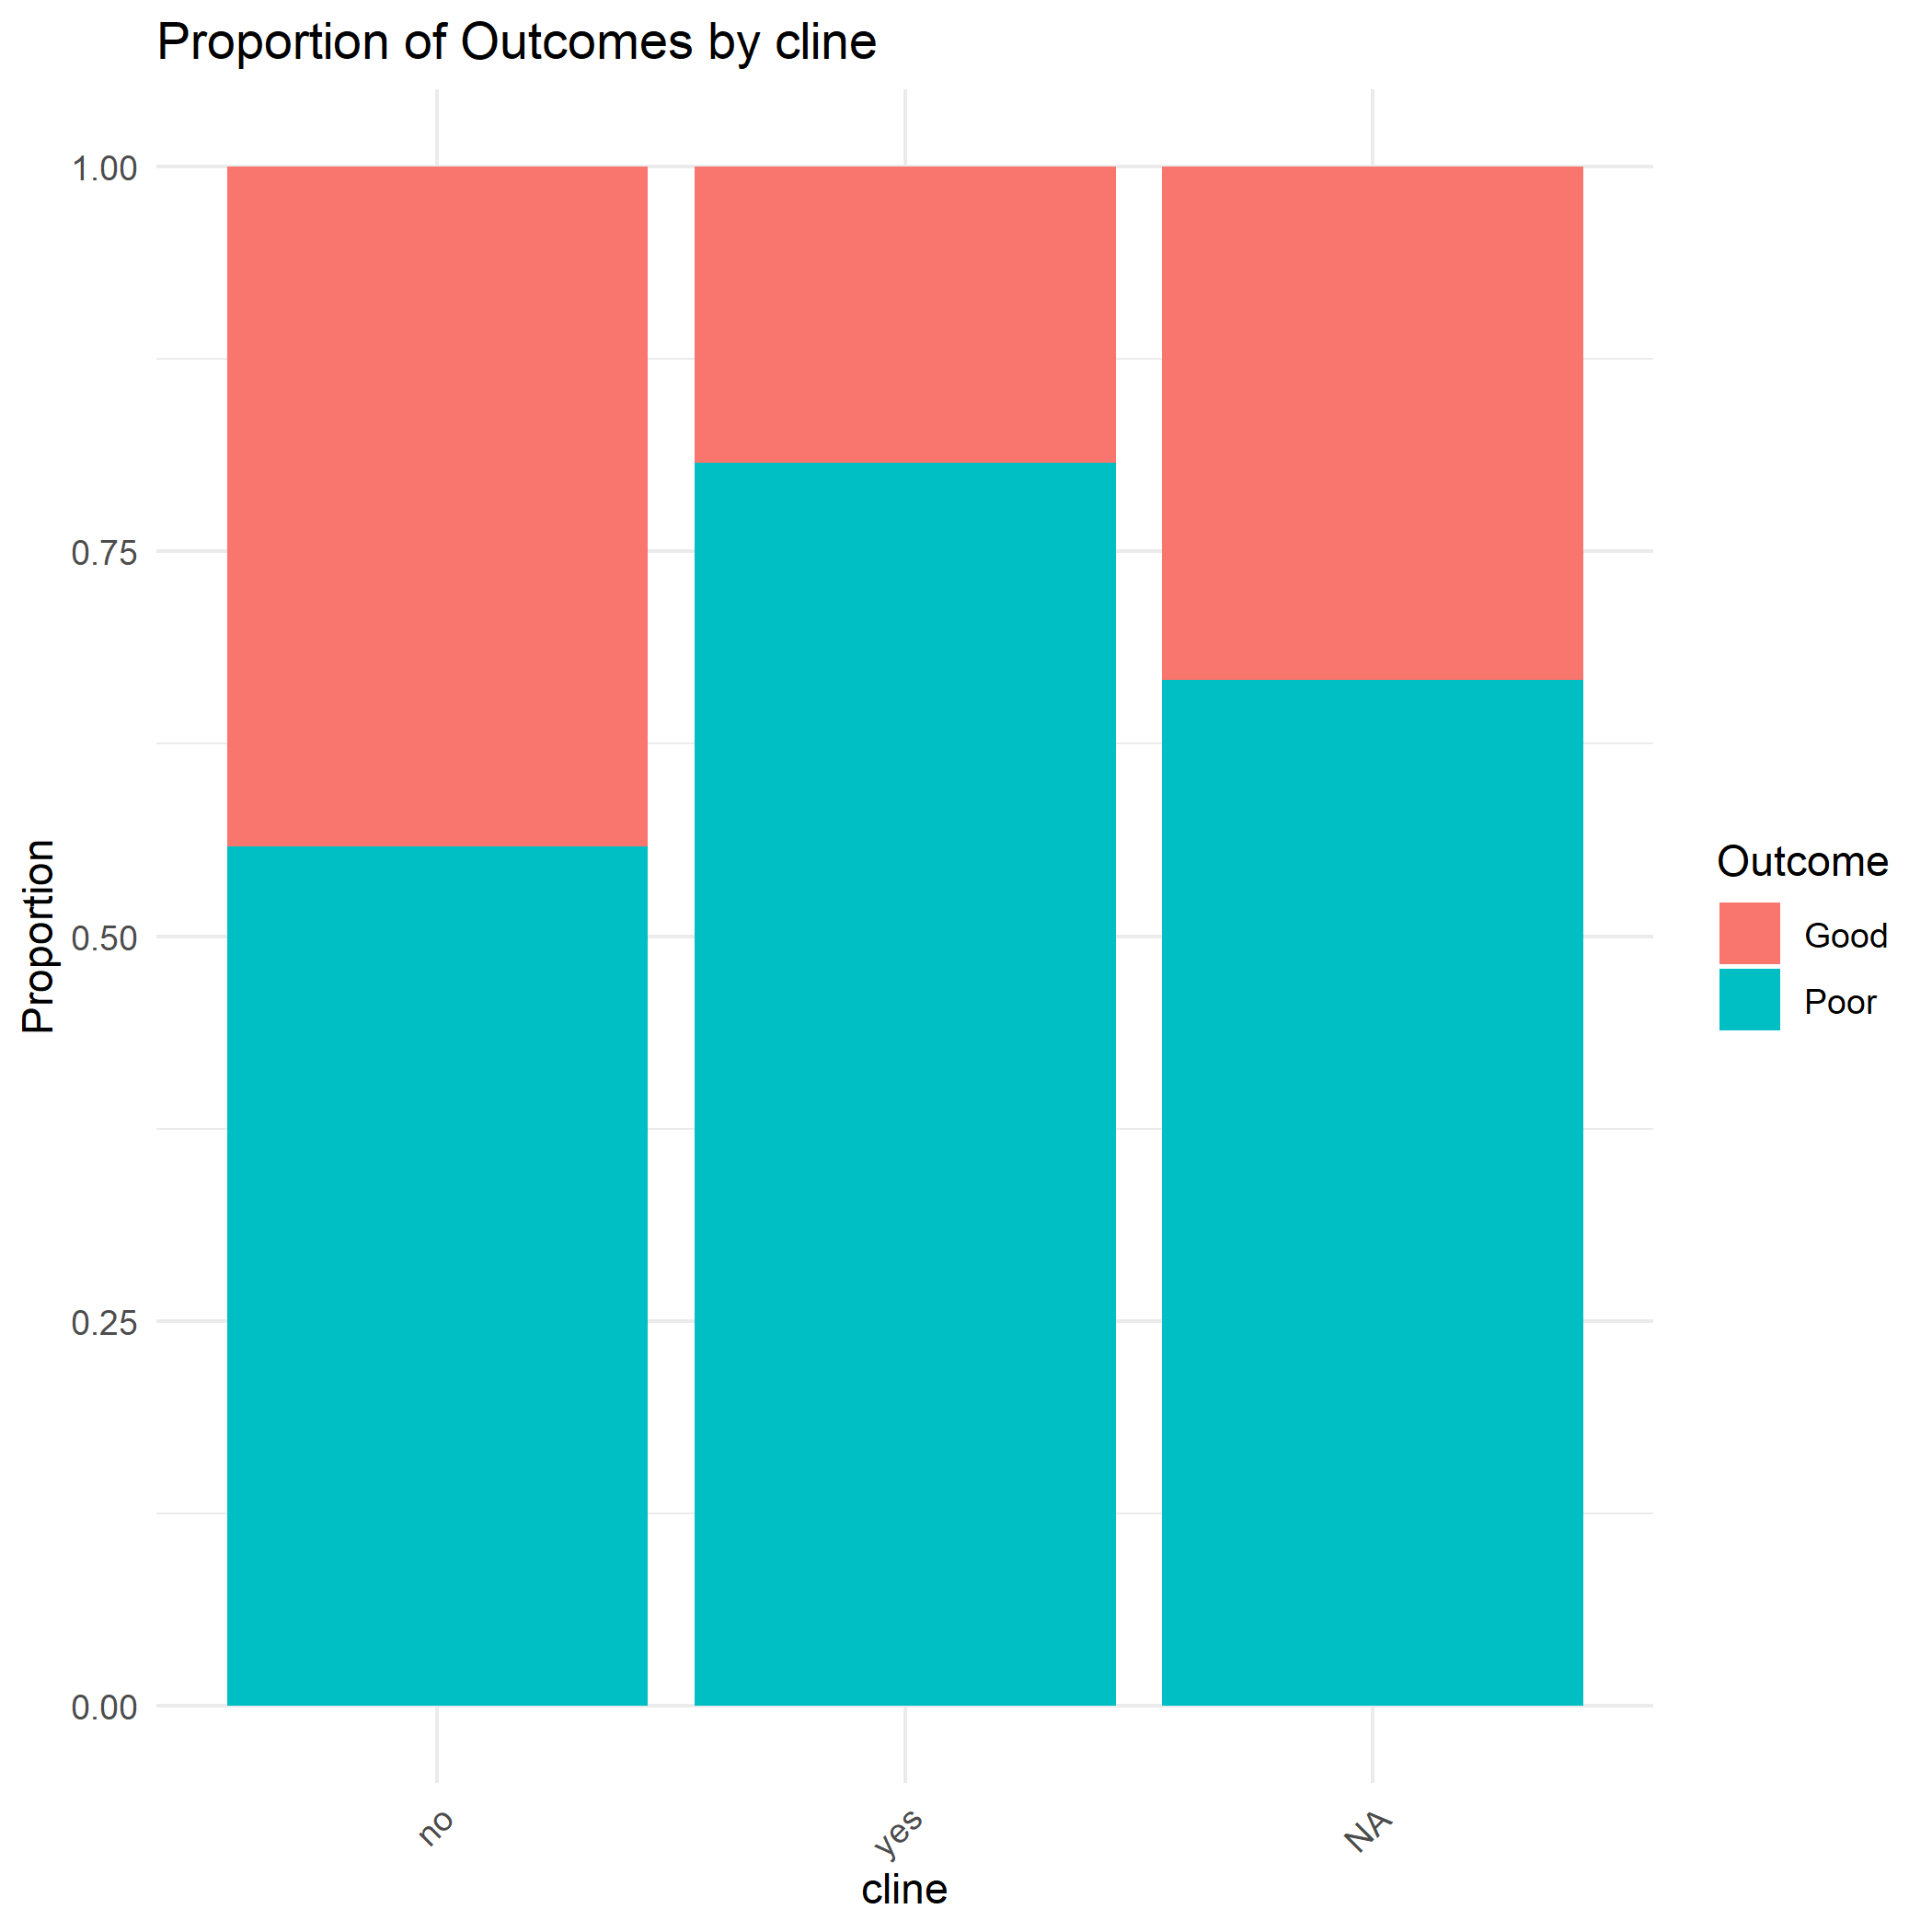 Proportion of Outcomes by cline
1.00
0.75
0.50
0.25
0.00
Proportion
no
yes
NA
cline
Outcome
Good
Poor